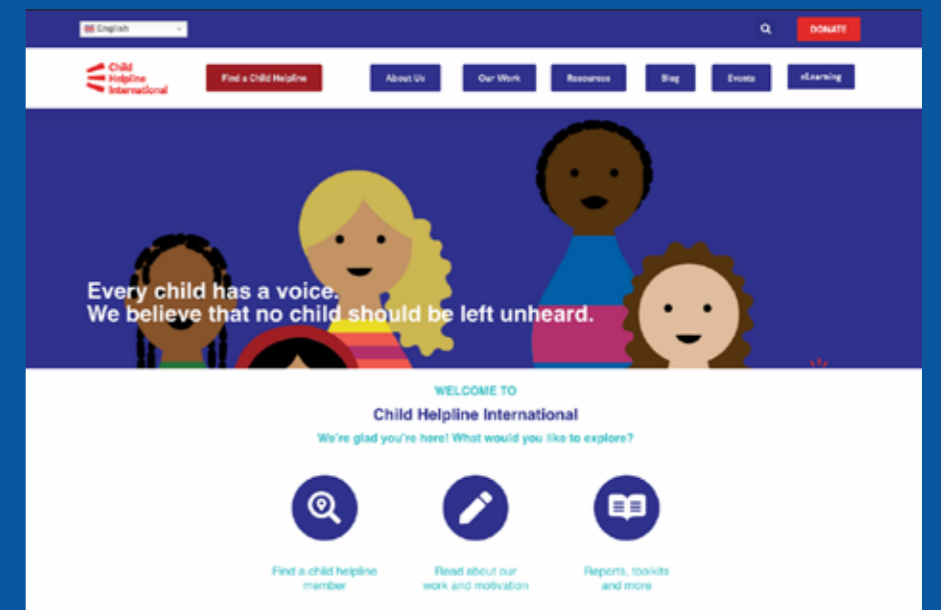 English
DONATE
Child
Helpline
International
Find a Child Helpline
About Us
Our Work
Resources
Blog
Events
eLearning
Every child has a voice.
We believe that no child should be left unheard.
WELCOME TO
Child Helpline International
We're glad you're here! What would you like to explore?
Find a child helpline
member
Read about our
work and motivation
Reports, toolkits
and more